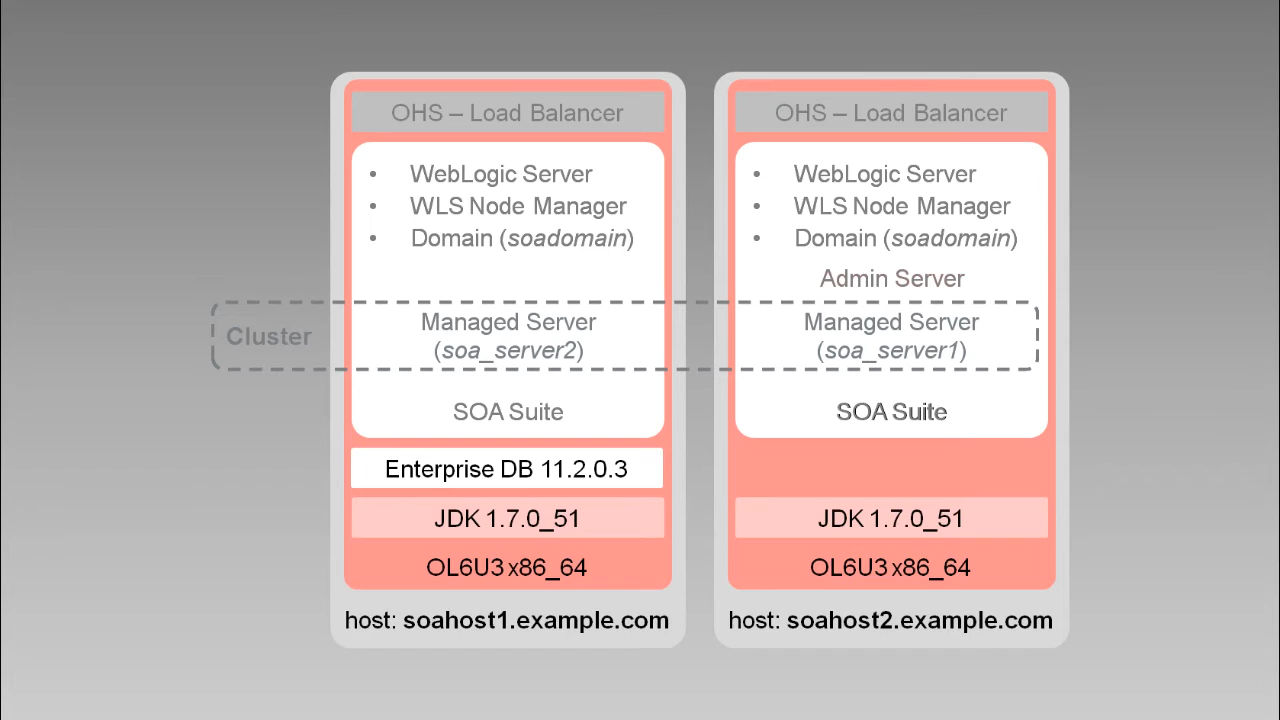 OHS – Load Balancer
• WebLogic Server
• WLS Node Manager
• Domain (soadomain)
Cluster
Managed Server
(soa_server2)
SOA Suite
Enterprise DB 11.2.0.3
JDK 1.7.0_51
OL6U3 x86_64
host: soahost1.example.com
OHS – Load Balancer
• WebLogic Server
• WLS Node Manager
• Domain (soadomain)
Admin Server
Managed Server
(soa_server1)
SOA Suite
JDK 1.7.0_51
OL6U3 x86_64
host: soahost2.example.com